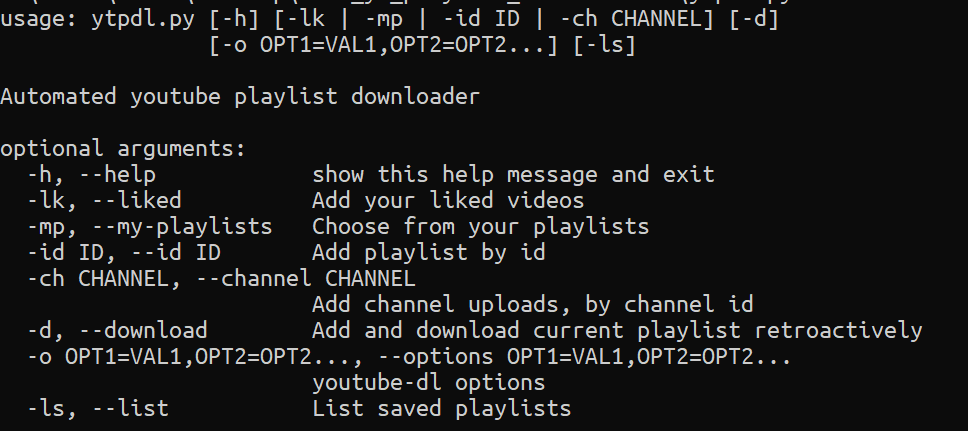 usage: ytpdl.py [-h] [-lk | -mp | -id ID | -ch CHANNEL] [-d]
[-o OPT1=VAL1,OPT2=OPT2...] [-ls]
Automated youtube playlist downloader
optional arguments:
-h, --help show this help message and exit
-lk, --liked Add your liked videos
-mp, --my-playlists Choose from your playlists
-id ID, --id ID Add playlist by id
-ch CHANNEL, --channel CHANNEL
Add channel uploads, by channel id
-d, --download Add and download current playlist retroactively
-o OPT1=VAL1,OPT2=OPT2..., --options OPT1=VAL1,OPT2=OPT2...
youtube-dl options
-ls, --list List saved playlists